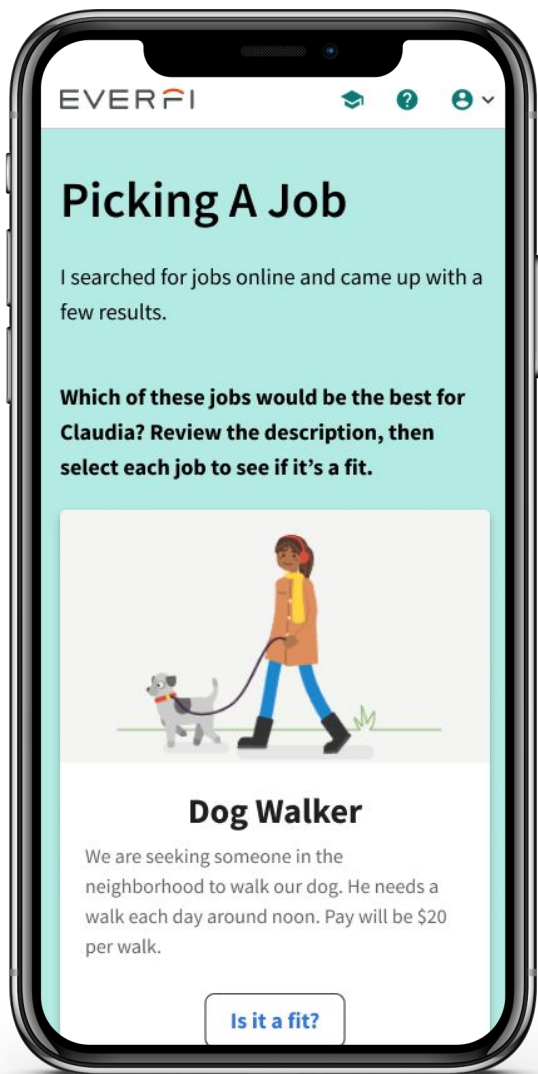 EVERFI
Picking A Job
I searched for jobs online and came up with a
few results.
Which of these jobs would be the best for
Claudia? Review the description, then
select each job to see if it’s a fit.
Dog Walker
We are seeking someone in the
neighborhood to walk our dog. He needs a
walk each day around noon. Pay will be $20
per walk.
Is it a fit?